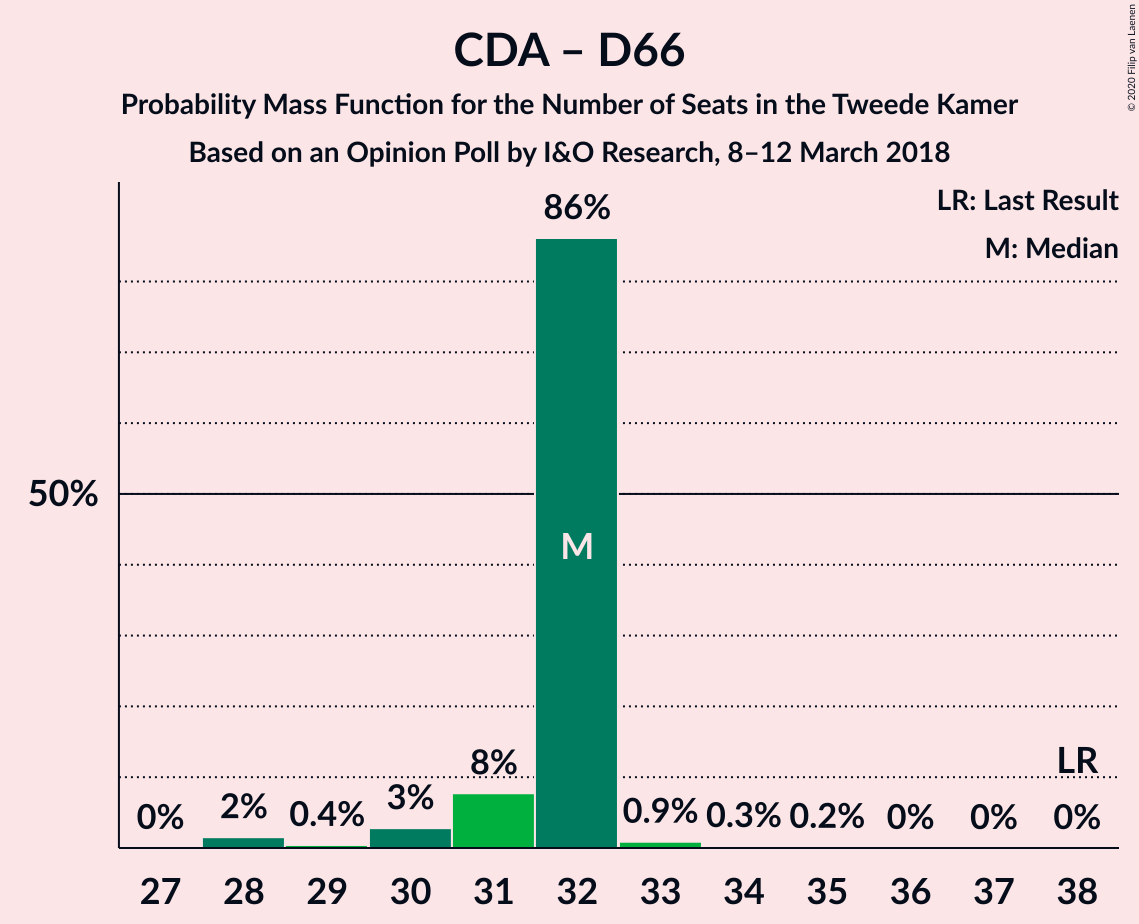 CDA – D66
Probability Mass Function for the Number of Seats in the Tweede Kamer
Based on an Opinion Poll by I&O Research, 8–12 March 2018
© 2020 Filip van Laenen
LR: Last Result
M: Median
50%
0%
2%
0.4%
3%
8%
86%
M
0.9%
0.3%
0.2%
0%
0%
LR
0%
27 28 29 30 31 32 33 34 35 36 37 38